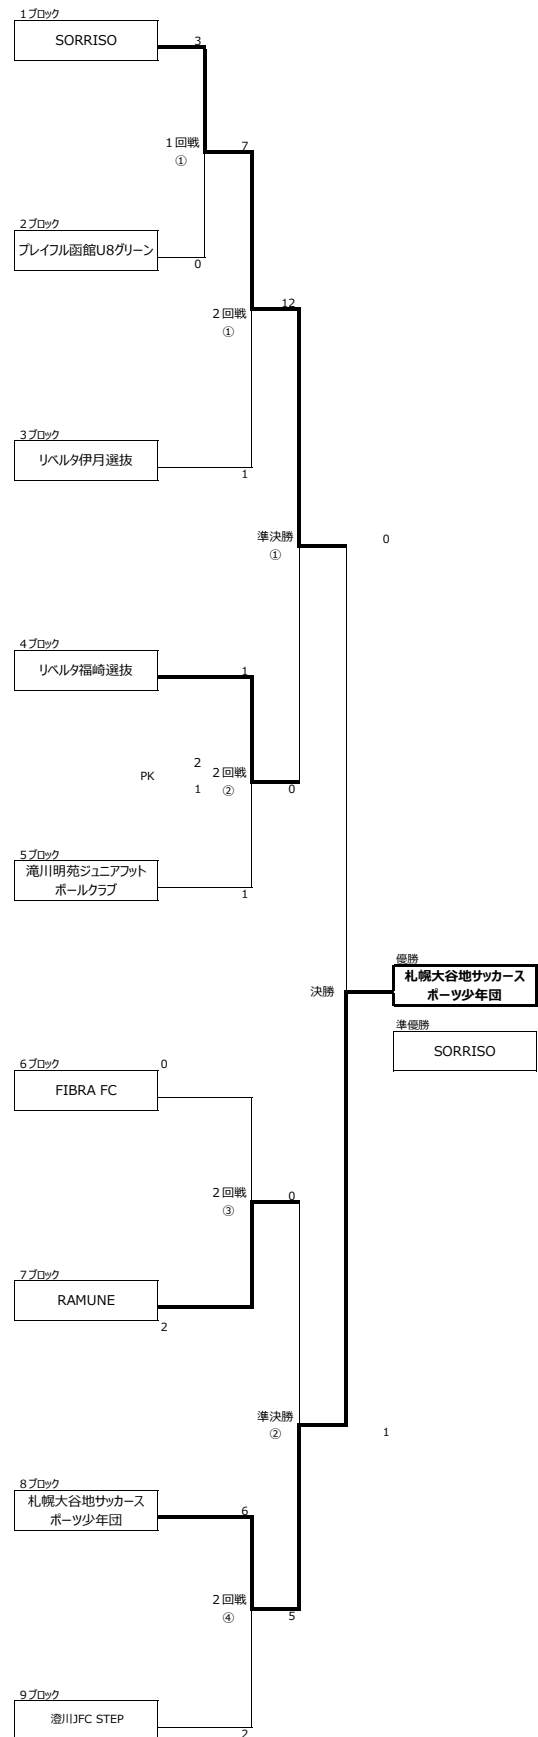 1ブロック
SORRISO
3
1回戦
①
7
2ブロック
プレイフル函館U8グリーン
0
2回戦
①
12
3ブロック
リベルタ伊月選抜
1
準決勝
①
0
4ブロック
リベルタ福崎選抜
1
PK
2
1
2回戦
②
0
5ブロック
滝川明苑ジュニアフット
ボールクラブ
1
決勝
優勝
札幌大谷地サッカース
ポーツ少年団
準優勝
SORRISO
6ブロック
0
FIBRA FC
2回戦
③
0
7ブロック
RAMUNE
2
準決勝
②
1
8ブロック
札幌大谷地サッカース
ポーツ少年団
6
2回戦
④
5
9ブロック
澄川JFC STEP
2